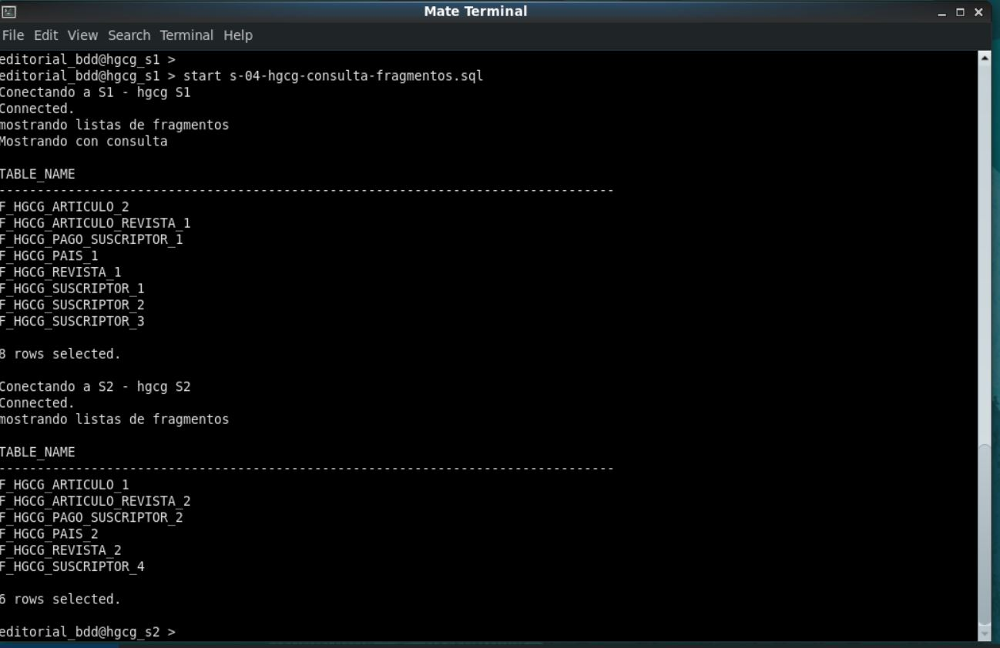 Mate Terminal
File Edit View Search Terminal Help
editorial_bdd@hgcg_s1 >
editorial_bdd@hgcg_s1 > start s-04-hgcg-consulta-fragmentos.sql
Conectando a S1 - hgcg S1
Connected.
mostrando listas de fragmentos
Mostrando con consulta
TABLE_NAME
--------------------------------------------------------------------------------
F_HGCG_ARTICULO_2
F_HGCG_ARTICULO_REVISTA_1
F_HGCG_PAGO_SUSCRIPTOR_1
F_HGCG_PAIS_1
F_HGCG_REVISTA_1
F_HGCG_SUSCRIPTOR_1
F_HGCG_SUSCRIPTOR_2
F_HGCG_SUSCRIPTOR_3
8 rows selected.
Conectando a S2 - hgcg S2
Connected.
mostrando listas de fragmentos
TABLE_NAME
--------------------------------------------------------------------------------
F_HGCG_ARTICULO_1
F_HGCG_ARTICULO_REVISTA_2
F_HGCG_PAGO_SUSCRIPTOR_2
F_HGCG_PAIS_2
F_HGCG_REVISTA_2
F_HGCG_SUSCRIPTOR_4
6 rows selected.
editorial_bdd@hgcg_s2 >